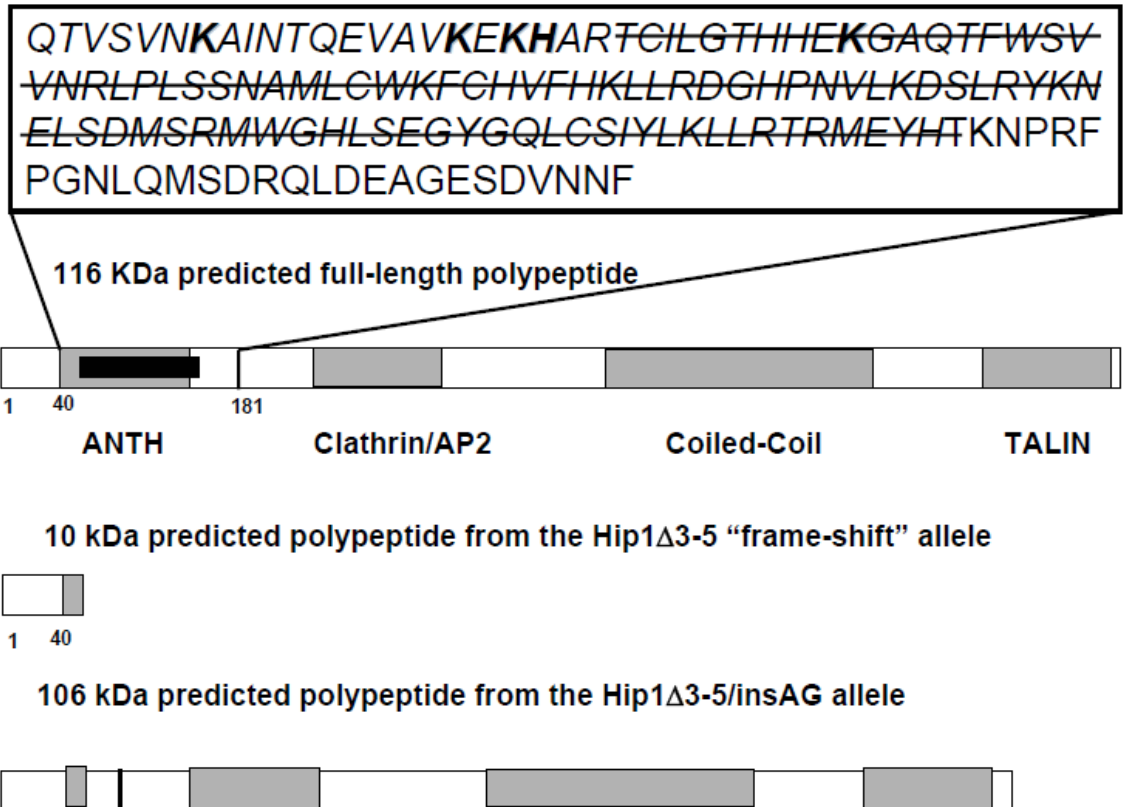 QTVSVNKAINTQEVAVKEKHARTCILGTHHEKGAQTFWSV
VNRLPLSSNAMLCWKFCHVFHKLLRDGHPNVLKDSLRYKN
ELSDMSRMWGHLSEGYGQLCSIYLKLLRTRMEYHTKNPRF
PGNLQMSDRQLDEAGESDVNNF
116 KDa predicted full-length polypeptide
1 40 181
ANTH Clathrin/AP2 Coiled-Coil TALIN
10 kDa predicted polypeptide from the Hip1Δ3-5 “frame-shift” allele
1 40
106 kDa predicted polypeptide from the Hip1Δ3-5/insAG allele